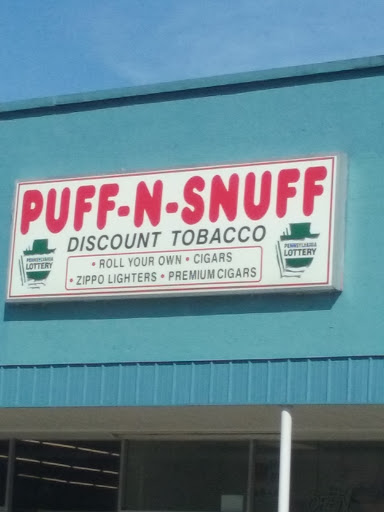 PUFF-N-SNUFF
DISCOUNT TOBACCO
• ROLL YOUR OWN • CIGARS
• ZIPPO LIGHTERS • PREMIUM CIGARS
PENNSYLVANIA
LOTTERY
PENNSYLVANIA
LOTTERY